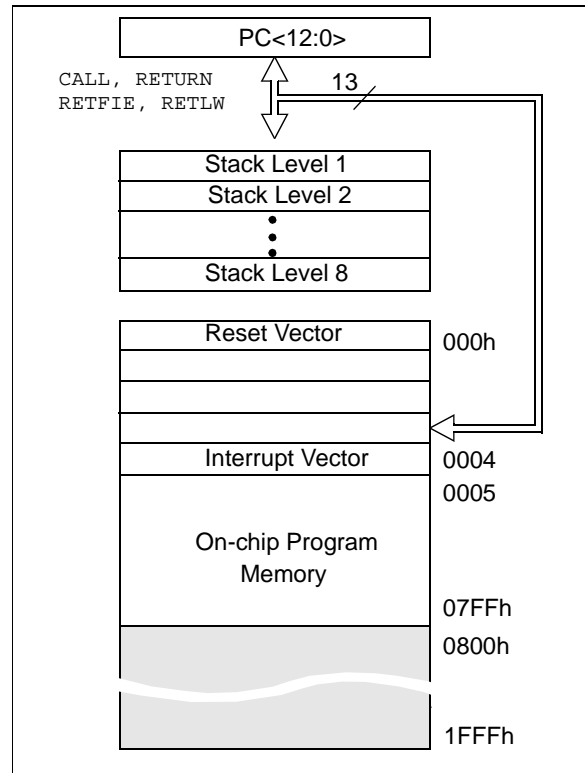 PC<12:0>
CALL, RETURN
RETFIE, RETLW
13
Stack Level 1
Stack Level 2
Stack Level 8
Reset Vector
000h
Interrupt Vector
0004
0005
On-chip Program
Memory
07FFh
0800h
1FFFh